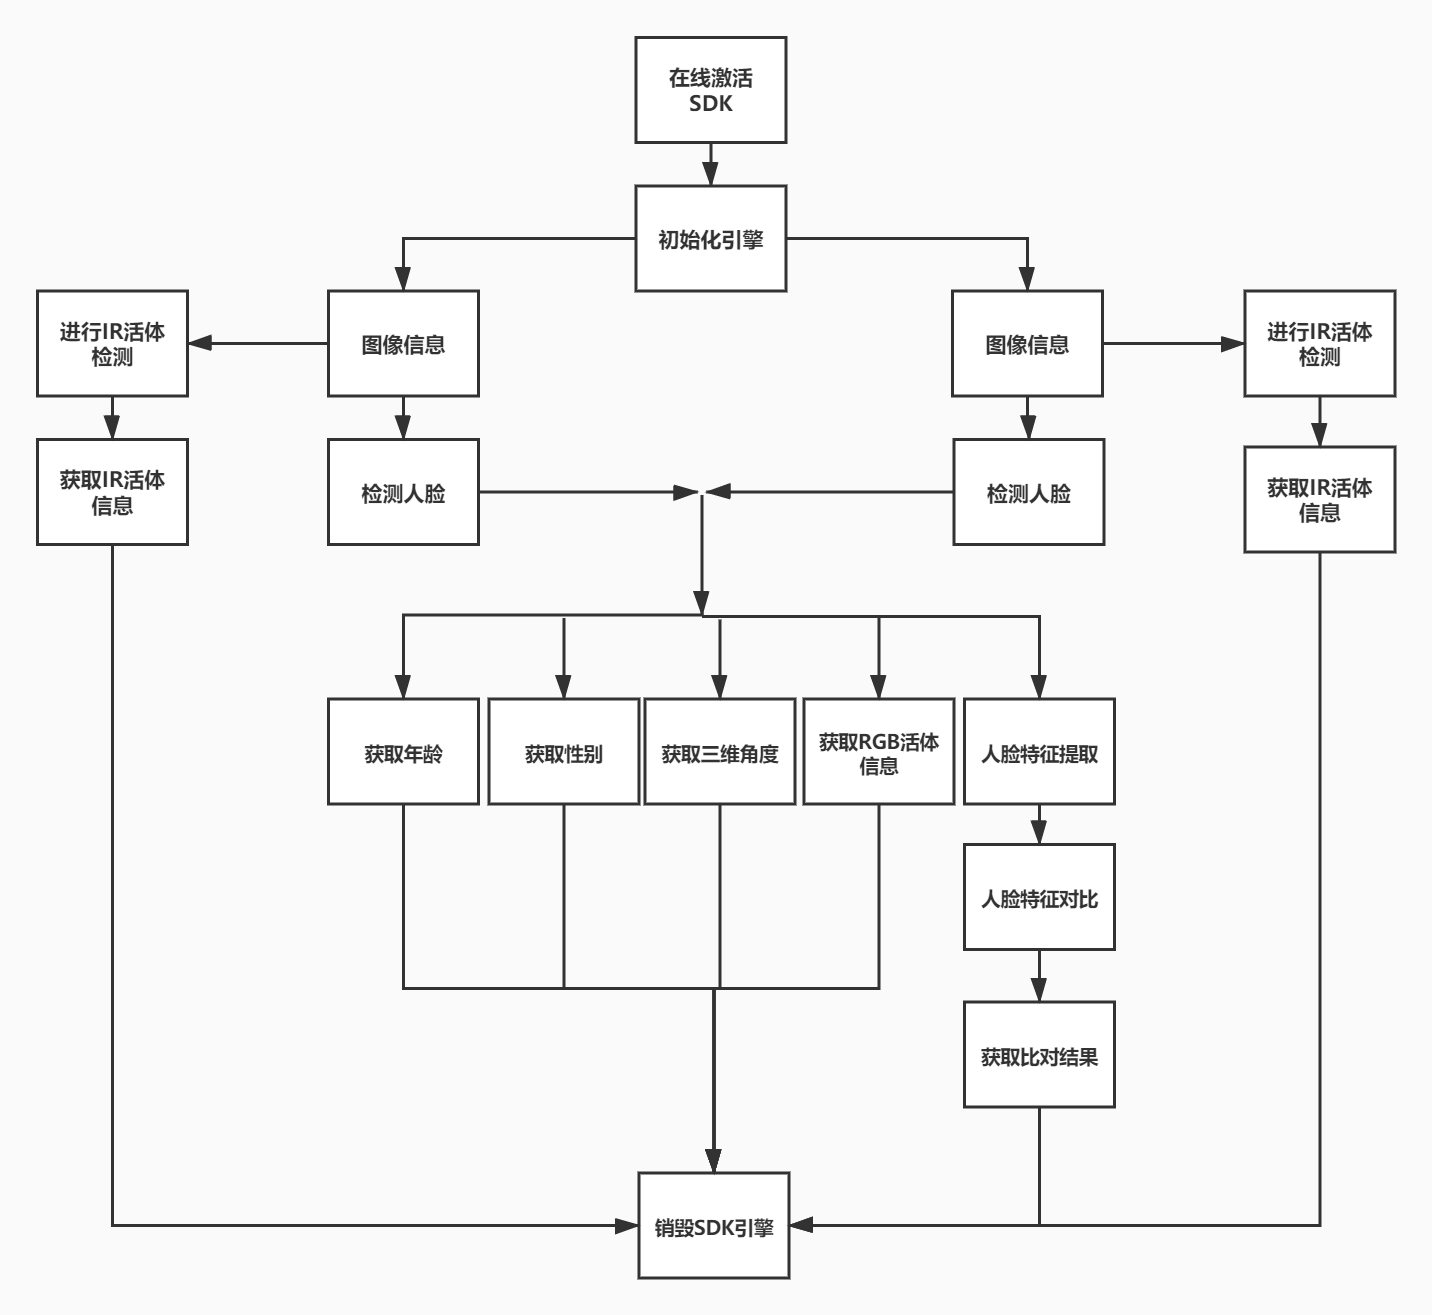 在线激活
SDK
初始化引擎
进行IR活体
检测
图像信息
图像信息
进行IR活体
检测
获取IR活体
信息
检测人脸
检测人脸
获取IR活体
信息
获取年龄
获取性别
获取三维角度
获取RGB活体
信息
人脸特征提取
人脸特征对比
获取比对结果
销毁SDK引擎